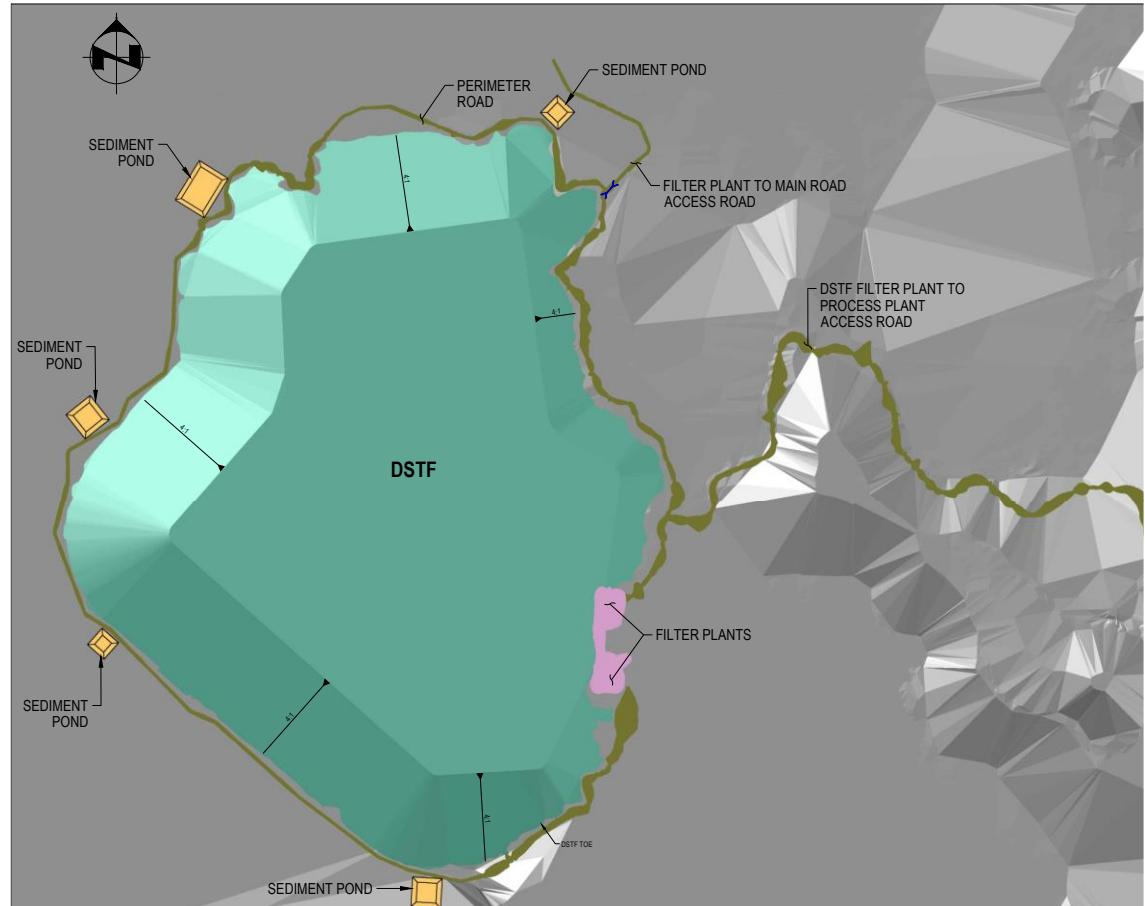 N
SEDIMENT POND
PERIMETER
ROAD
SEDIMENT
POND
4:1
FILTER PLANT TO MAIN ROAD
ACCESS ROAD
DSTF FILTER PLANT TO
PROCESS PLANT
ACCESS ROAD
4:1
SEDIMENT
POND
4:1
DSTF
FILTER PLANTS
SEDIMENT
POND
4:1
4:1
DSTF TOE
SEDIMENT POND